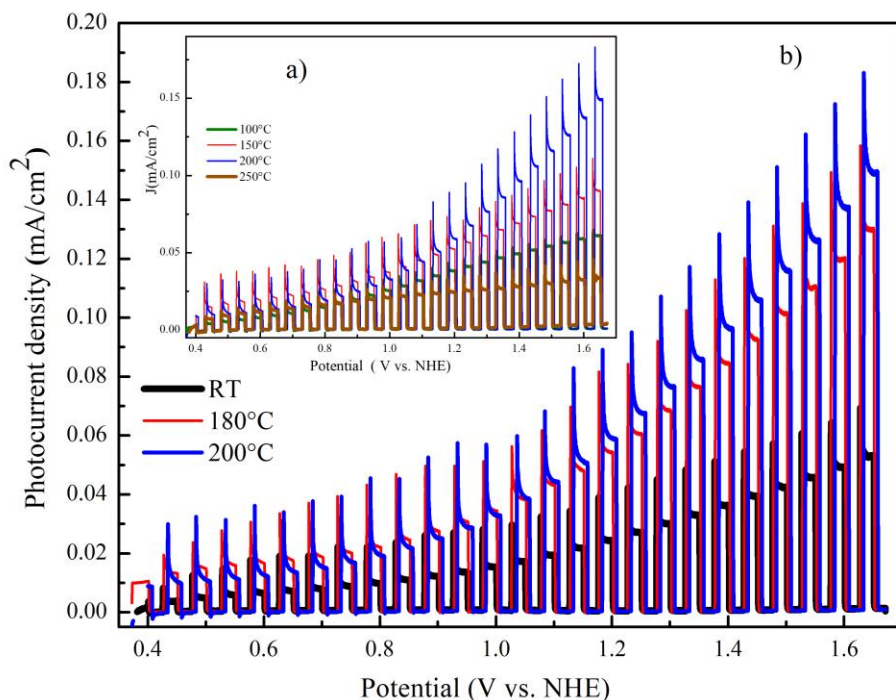 0.20
0.18
0.16
0.14
0.12
0.10
0.08
0.06
0.04
0.02
0.00
Photocurrent density (mA/cm2)
0.4 0.6 0.8 1.0 1.2 1.4 1.6
Potential (V vs. NHE)
b)
RT
180°C
200°C
a)
0.15
0.10
0.05
0.00
J(mA/cm2)
100°C
150°C
200°C
250°C
0.4 0.6 0.8 1.0 1.2 1.4 1.6
Potential ( V vs. NHE)